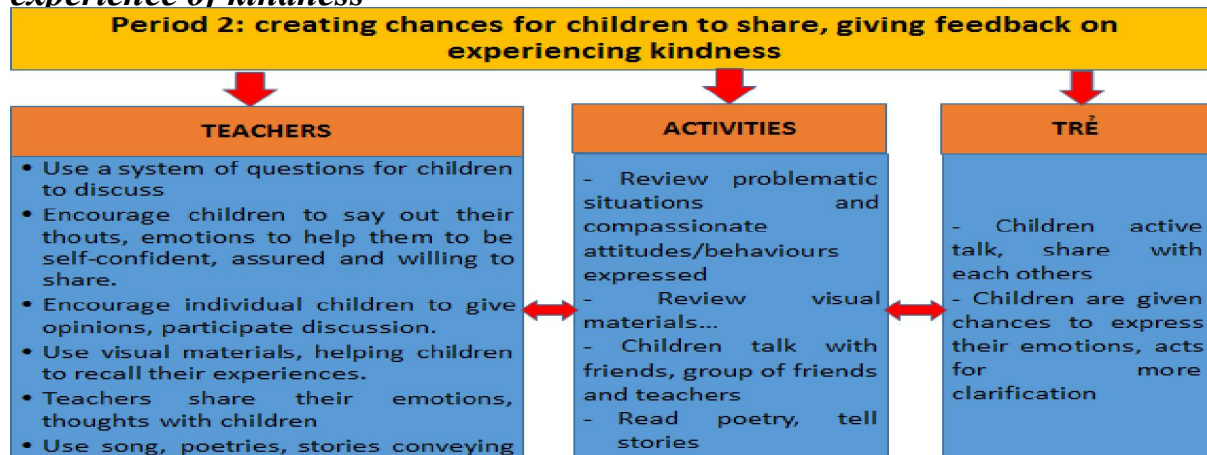 experience of kindness
Period 2: creating chances for children to share, giving feedback on
experiencing kindness
TEACHERS
• Use a system of questions for children
to discuss
• Encourage children to say out their
thouts, emotions to help them to be
self-confident, assured and willing to
share.
• Encourage individual children to give
opinions, participate discussion.
• Use visual materials, helping children
to recall their experiences.
• Teachers share their emotions,
thoughts with children
• Use song, poetries, stories conveying
ACTIVITIES
- Review problematic
situations and
compassionate
attitudes/behaviours
expressed
- Review visual
materials...
- Children talk with
friends, group of friends
and teachers
- Read poetry, tell
stories
TRẺ
- Children active
talk, share with
each others
- Children are given
chances to express
their emotions, acts
for more
clarification